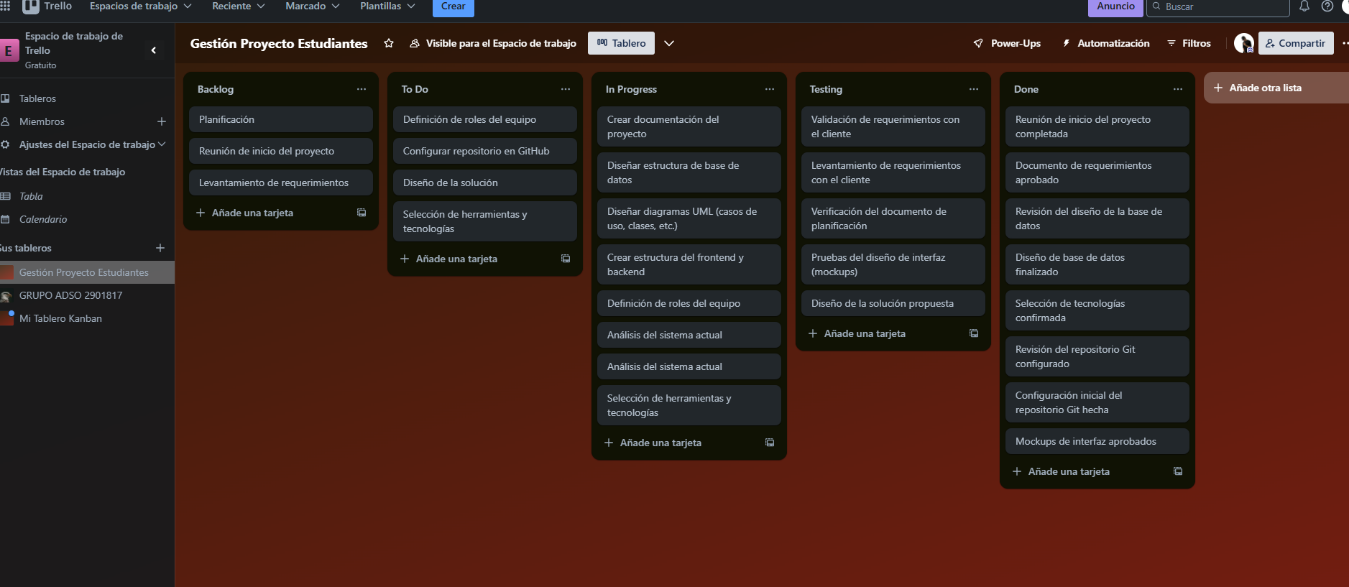 Trello
Espacios de trabajo
Reciente
Marcado
Plantillas
Crear
Anuncio
Buscar
E
Espacio de trabajo de
Trello
Gratuito
Tableros
Miembros
Ajustes del Espacio de trabajo
Vistas del Espacio de trabajo
Tabla
Calendario
Sus tableros
Gestión Proyecto Estudiantes
GRUPO ADSO 2901817
Mi Tablero Kanban
Gestión Proyecto Estudiantes
Visible para el Espacio de trabajo
Tablero
Power-Ups
Automatización
Filtros
Compartir
Backlog
Planificación
Reunión de inicio del proyecto
Levantamiento de requerimientos
Añade una tarjeta
To Do
Definición de roles del equipo
Configurar repositorio en GitHub
Diseño de la solución
Selección de herramientas y
tecnologías
Añade una tarjeta
In Progress
Crear documentación del
proyecto
Diseñar estructura de base de
datos
Diseñar diagramas UML (casos de
uso, clases, etc.)
Crear estructura del frontend y
backend
Definición de roles del equipo
Análisis del sistema actual
Análisis del sistema actual
Selección de herramientas y
tecnologías
Añade una tarjeta
Testing
Validación de requerimientos con
el cliente
Levantamiento de requerimientos
con el cliente
Verificación del documento de
planificación
Pruebas del diseño de interfaz
(mockups)
Diseño de la solución propuesta
Añade una tarjeta
Done
Reunión de inicio del proyecto
completada
Documento de requerimientos
aprobado
Revisión del diseño de la base de
datos
Diseño de base de datos
finalizado
Selección de tecnologías
confirmada
Revisión del repositorio Git
configurado
Configuración inicial del
repositorio Git hecha
Mockups de interfaz aprobados
Añade una tarjeta
Añade otra lista